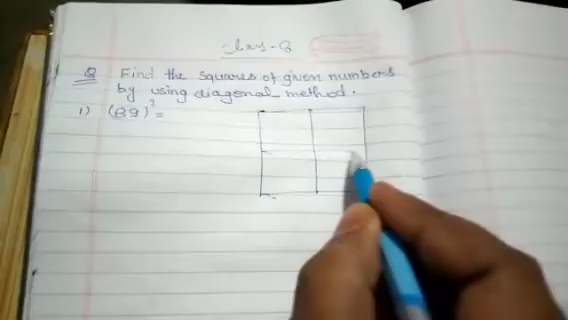 Class-8
Q Find the squares of given numbers
by using diagonal method.
1) (89)² =